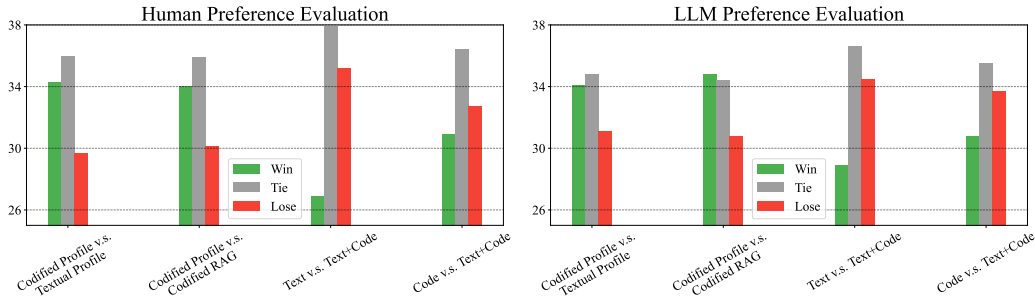 Human Preference Evaluation
38
34
30
26
Win
Tie
Lose
Codified Profile v.s.
Textual Profile
Codified Profile v.s.
Codified RAG
Text v.s. Text+Code
Code v.s. Text+Code
LLM Preference Evaluation
38
34
30
26
Win
Tie
Lose
Codified Profile v.s.
Textual Profile
Codified Profile v.s.
Codified RAG
Text v.s. Text+Code
Code v.s. Text+Code